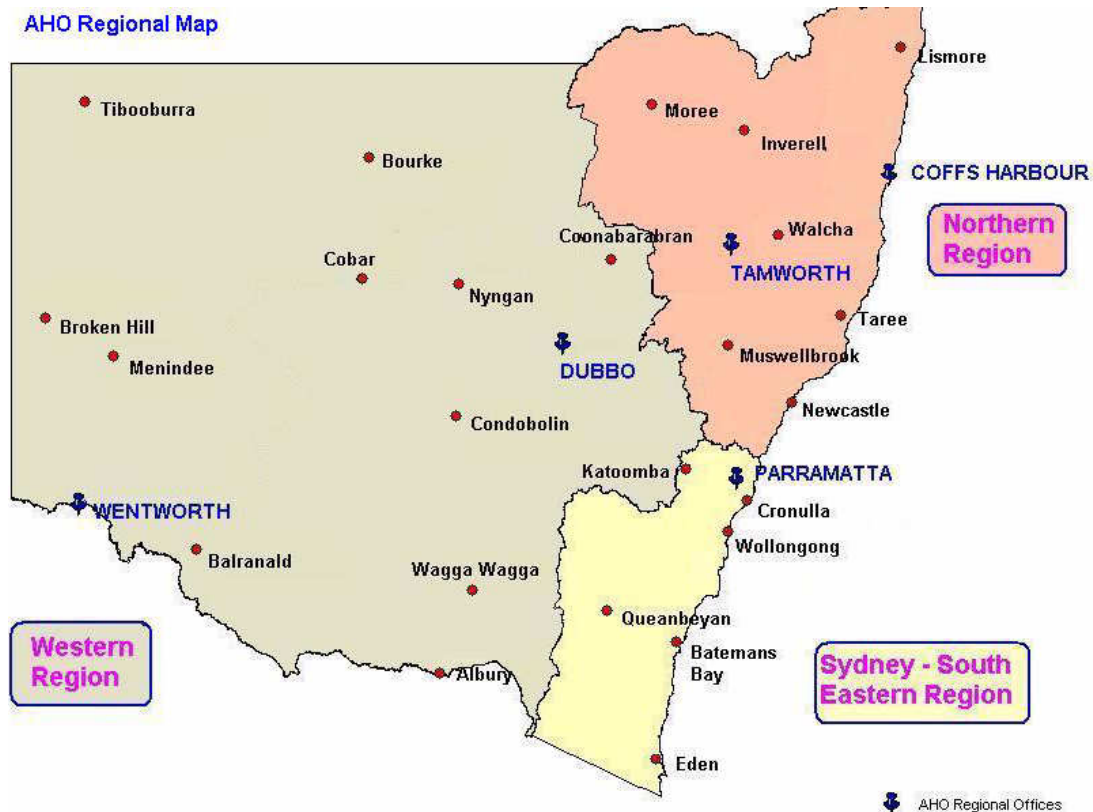 AHO Regional Map
Lismore
Tibooburra
Moree
Inverell
Bourke
COFFS HARBOUR
Northern
Region
Walcha
Coonabarabran
TAMWORTH
Cobar
Nyngan
Broken Hill
Taree
Menindee
DUBBO
Muswellbrook
Newcastle
Condobolin
Katoomba
PARRAMATTA
WENTWORTH
Cronulla
Wollongong
Balranald
Wagga Wagga
Queanbeyan
Western
Region
Batemans
Bay
Sydney - South
Eastern Region
Albury
Eden
AHO Regional Offices